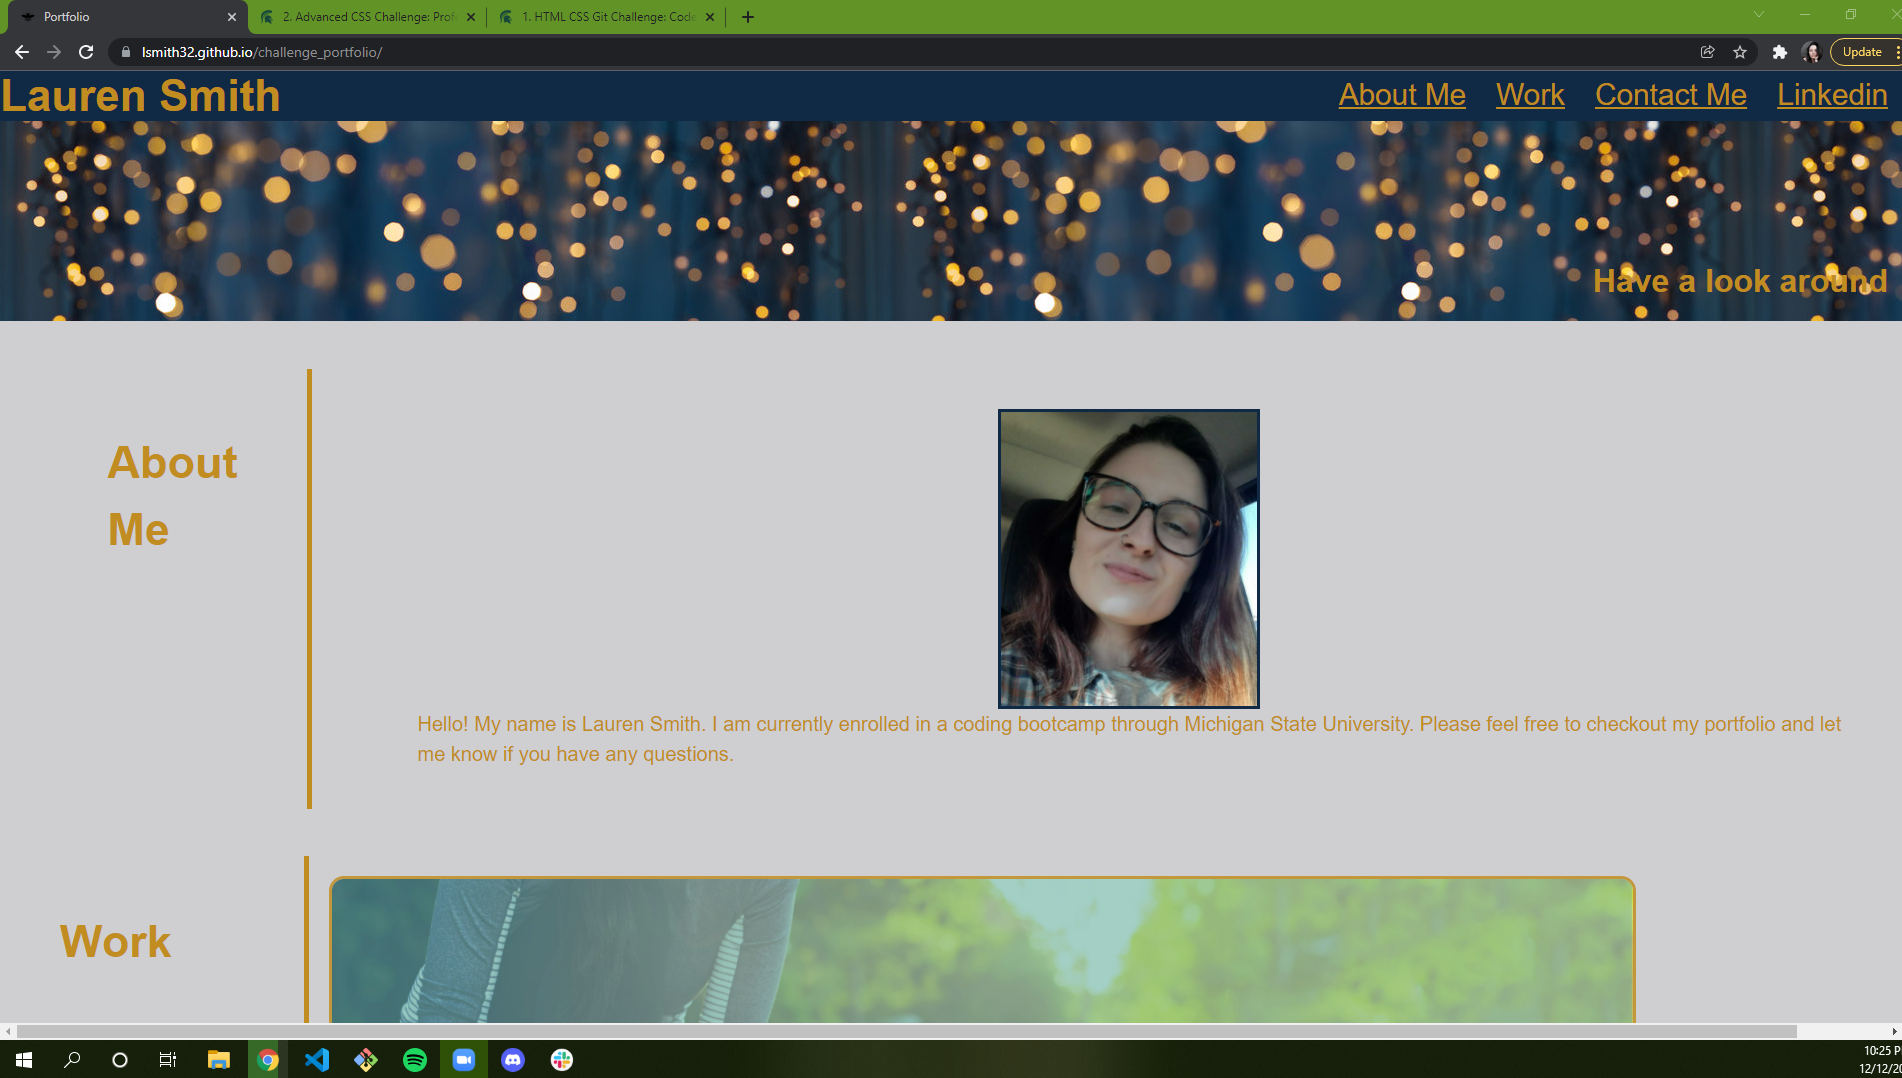 Portfolio
2. Advanced CSS Challenge: Prof
1. HTML CSS Git Challenge: Code
lsmith32.github.io/challenge_portfolio/
Update
Lauren Smith
About Me Work Contact Me Linkedin
Have a look around
About
Me
Hello! My name is Lauren Smith. I am currently enrolled in a coding bootcamp through Michigan State University. Please feel free to checkout my portfolio and let
me know if you have any questions.
Work
10:25 P
12/12/20